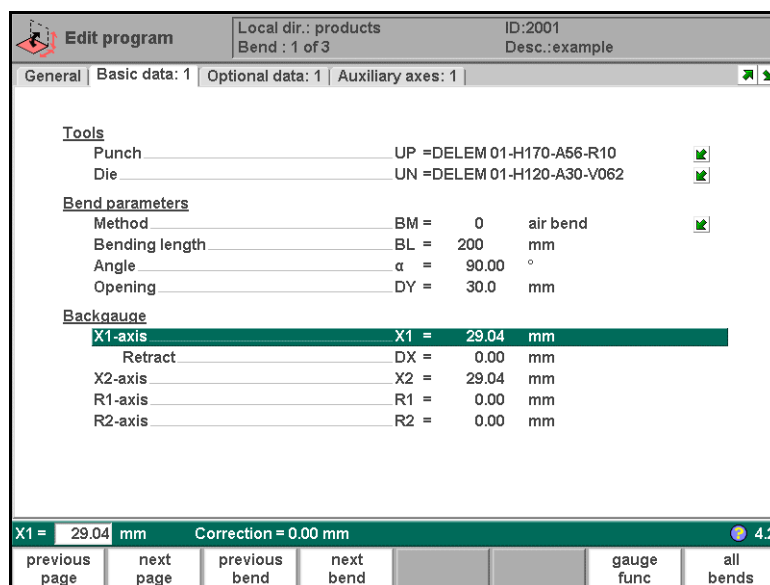 Edit program
Local dir.: products ID:2001
Bend : 1 of 3 Desc.:example
General Basic data: 1 Optional data: 1 Auxiliary axes: 1
Tools
Punch UP =DELEM 01-H170-A56-R10
Die UN =DELEM 01-H120-A30-V062
Bend parameters
Method BM = 0 air bend
Bending length BL = 200 mm
Angle α = 90.00 °
Opening DY = 30.0 mm
Backgauge
X1-axis X1 = 29.04 mm
Retract DX = 0.00 mm
X2-axis X2 = 29.04 mm
R1-axis R1 = 0.00 mm
R2-axis R2 = 0.00 mm
X1 = 29.04 mm Correction = 0.00 mm ?
previous page next page previous bend next bend gauge func all bends